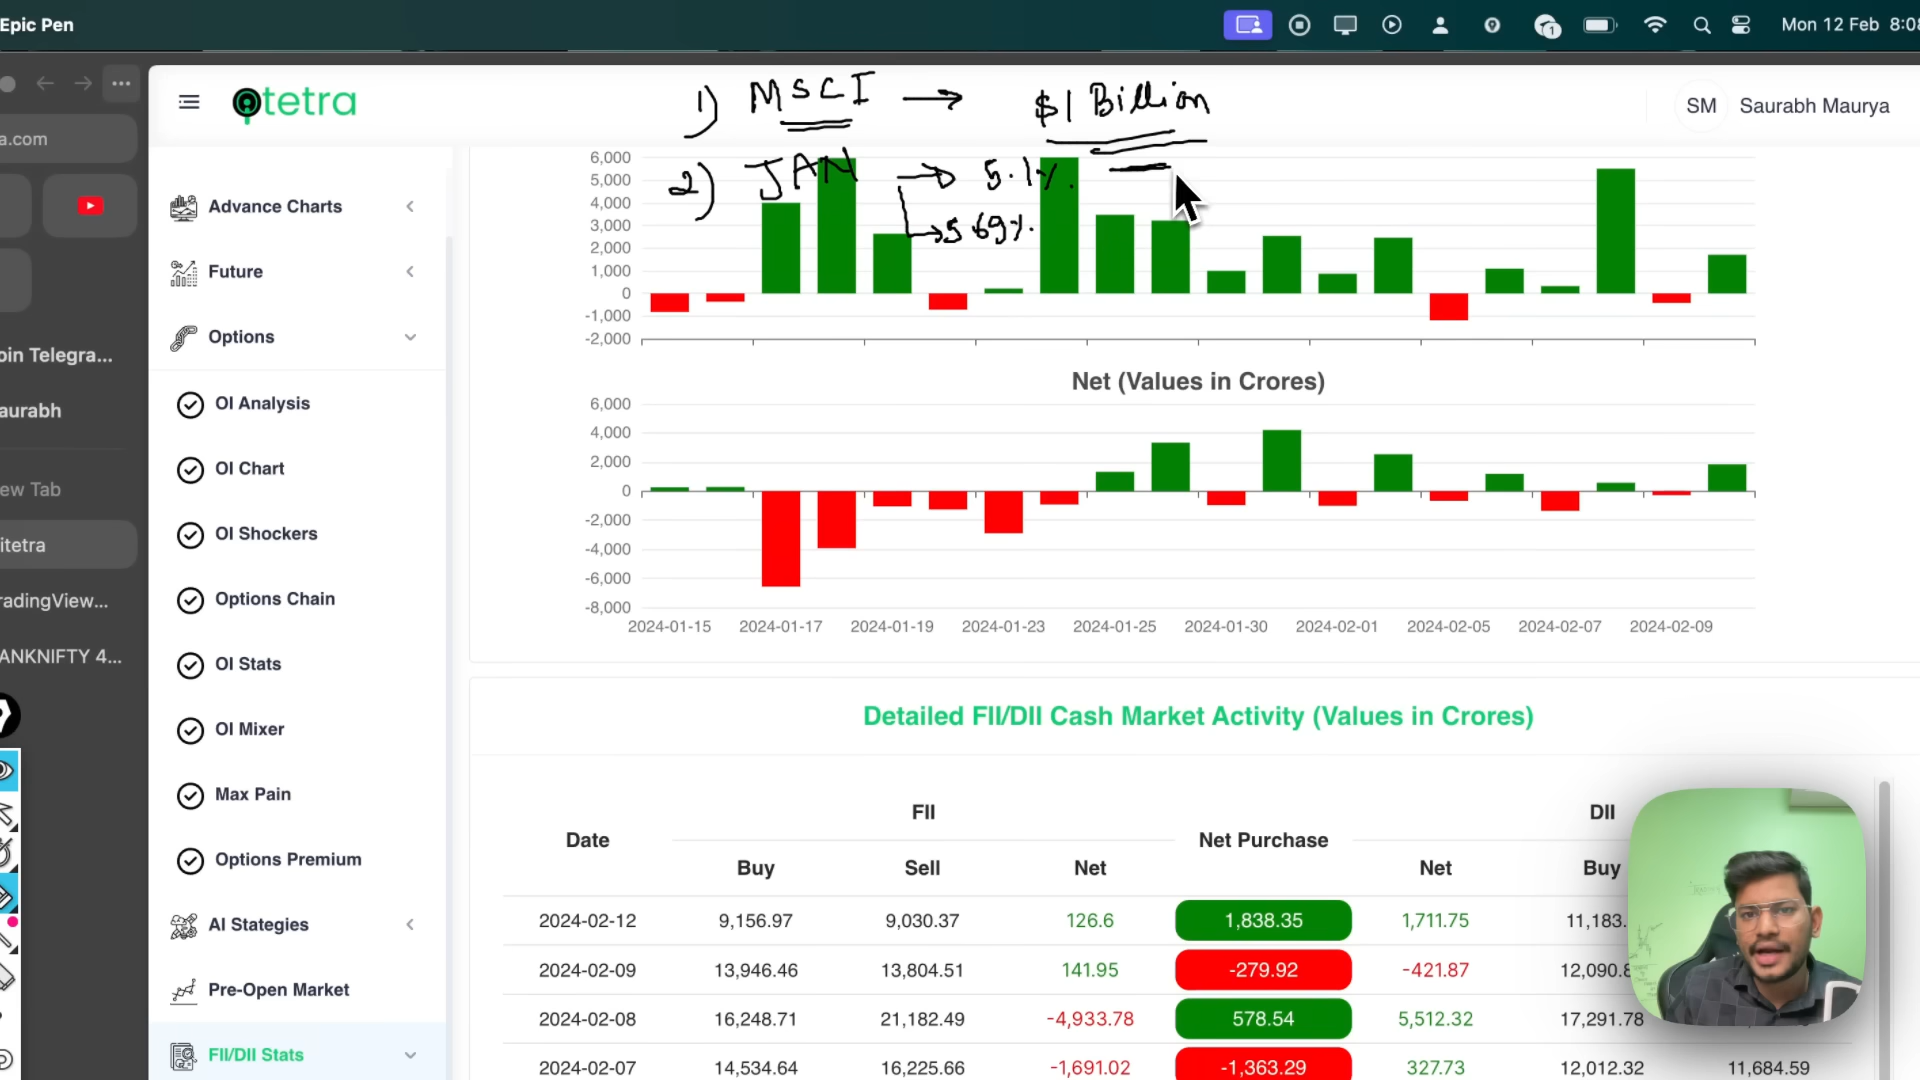 Epic Pen
Mon 12 Feb 8:08
1
a.com
oin Telegra...
aurabh
ew Tab
itetra
radingView...
ANKNIFTY 4...
tetra
SM Saurabh Maurya
1) MSCI → $1 Billion
2) JAN → 5.1%.
→ 5.69%.
Advance Charts
Future
Options
OI Analysis
OI Chart
OI Shockers
Options Chain
OI Stats
OI Mixer
Max Pain
Options Premium
AI Stategies
Pre-Open Market
FII/DII Stats
6,000
5,000
4,000
3,000
2,000
1,000
0
-1,000
-2,000
Net (Values in Crores)
6,000
4,000
2,000
0
-2,000
-4,000
-6,000
-8,000
2024-01-15 2024-01-17 2024-01-19 2024-01-23 2024-01-25 2024-01-30 2024-02-01 2024-02-05 2024-02-07 2024-02-09
Detailed FII/DII Cash Market Activity (Values in Crores)
FII DII
Date Net Purchase
Buy Sell Net Net Buy
2024-02-12 9,156.97 9,030.37 126.6 1,838.35 1,711.75 11,183.
2024-02-09 13,946.46 13,804.51 141.95 -279.92 -421.87 12,090.8
2024-02-08 16,248.71 21,182.49 -4,933.78 578.54 5,512.32 17,291.78
2024-02-07 14,534.64 16,225.66 -1,691.02 -1,363.29 327.73 12,012.32 11,684.59